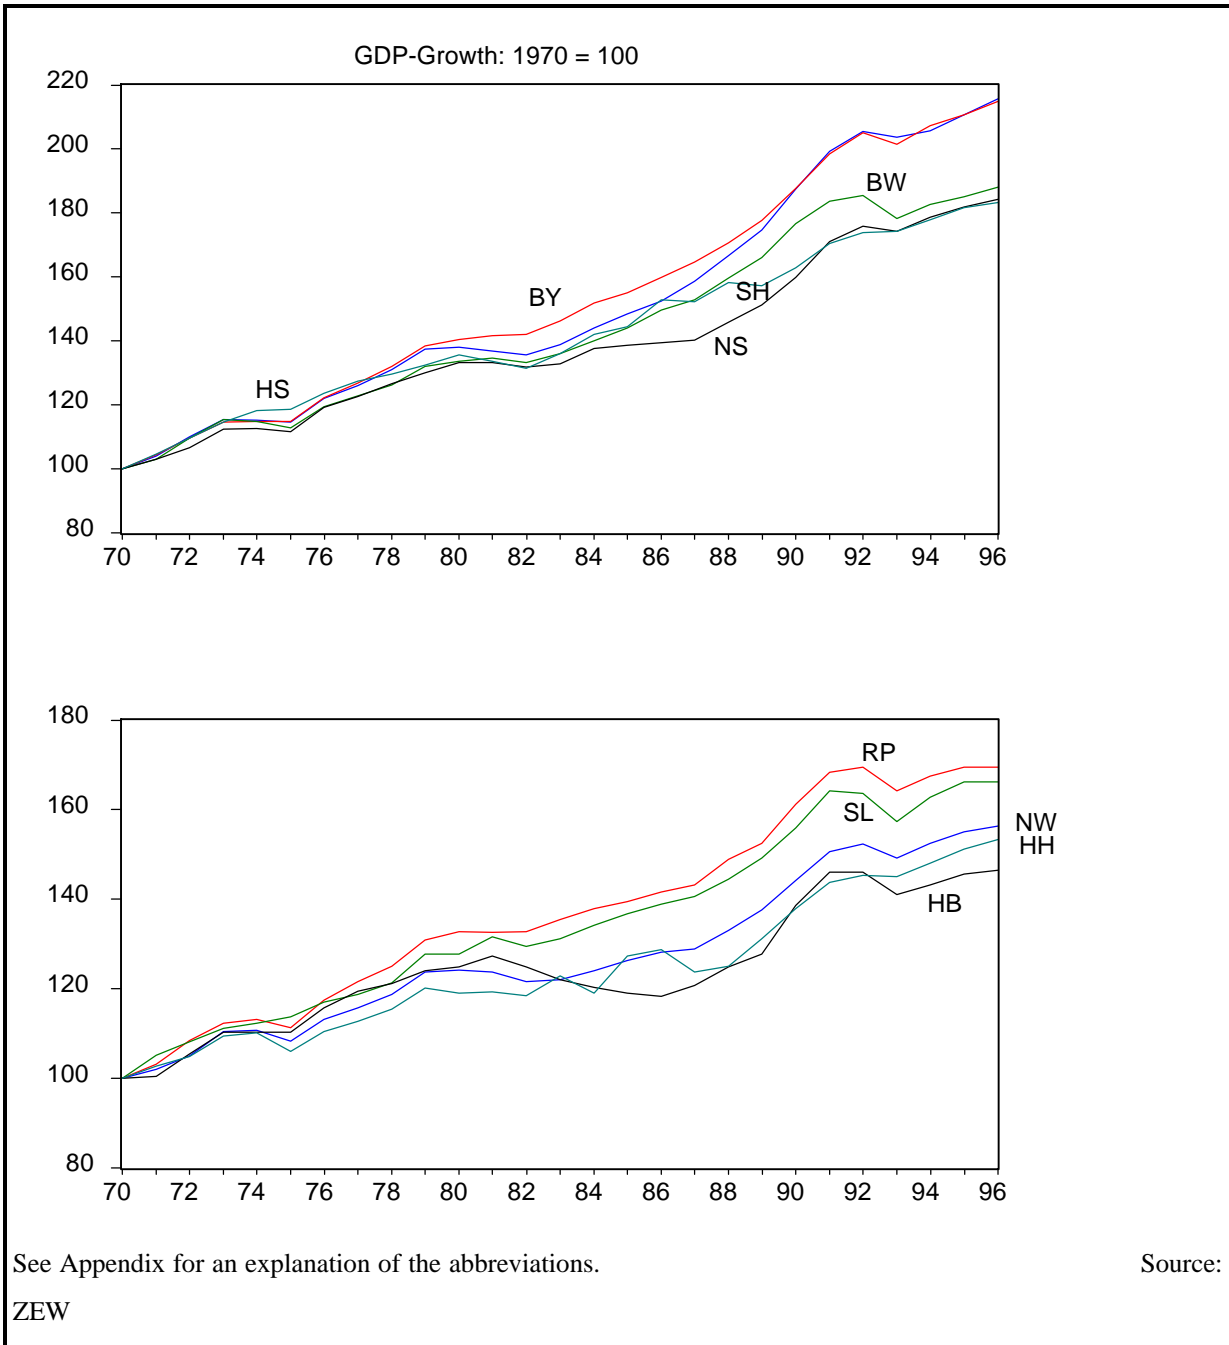 GDP-Growth: 1970 = 100
220
200
180
160
140
120
100
80
BW
BY
SH
NS
HS
70 72 74 76 78 80 82 84 86 88 90 92 94 96
180
160
140
120
100
80
RP
SL
NW
HH
HB
70 72 74 76 78 80 82 84 86 88 90 92 94 96
See Appendix for an explanation of the abbreviations. Source:
ZEW